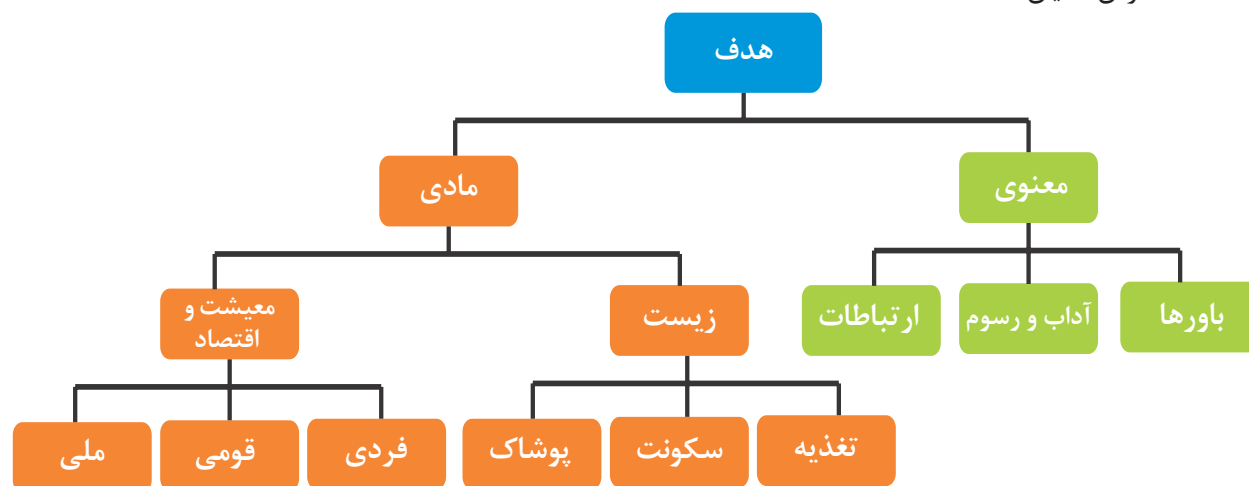 هدف
معنوی
مادی
باورها
آداب و رسوم
ارتباطات
زیست
معیشت و
اقتصاد
تغذیه
سکونت
پوشاک
فردی
قومی
ملی